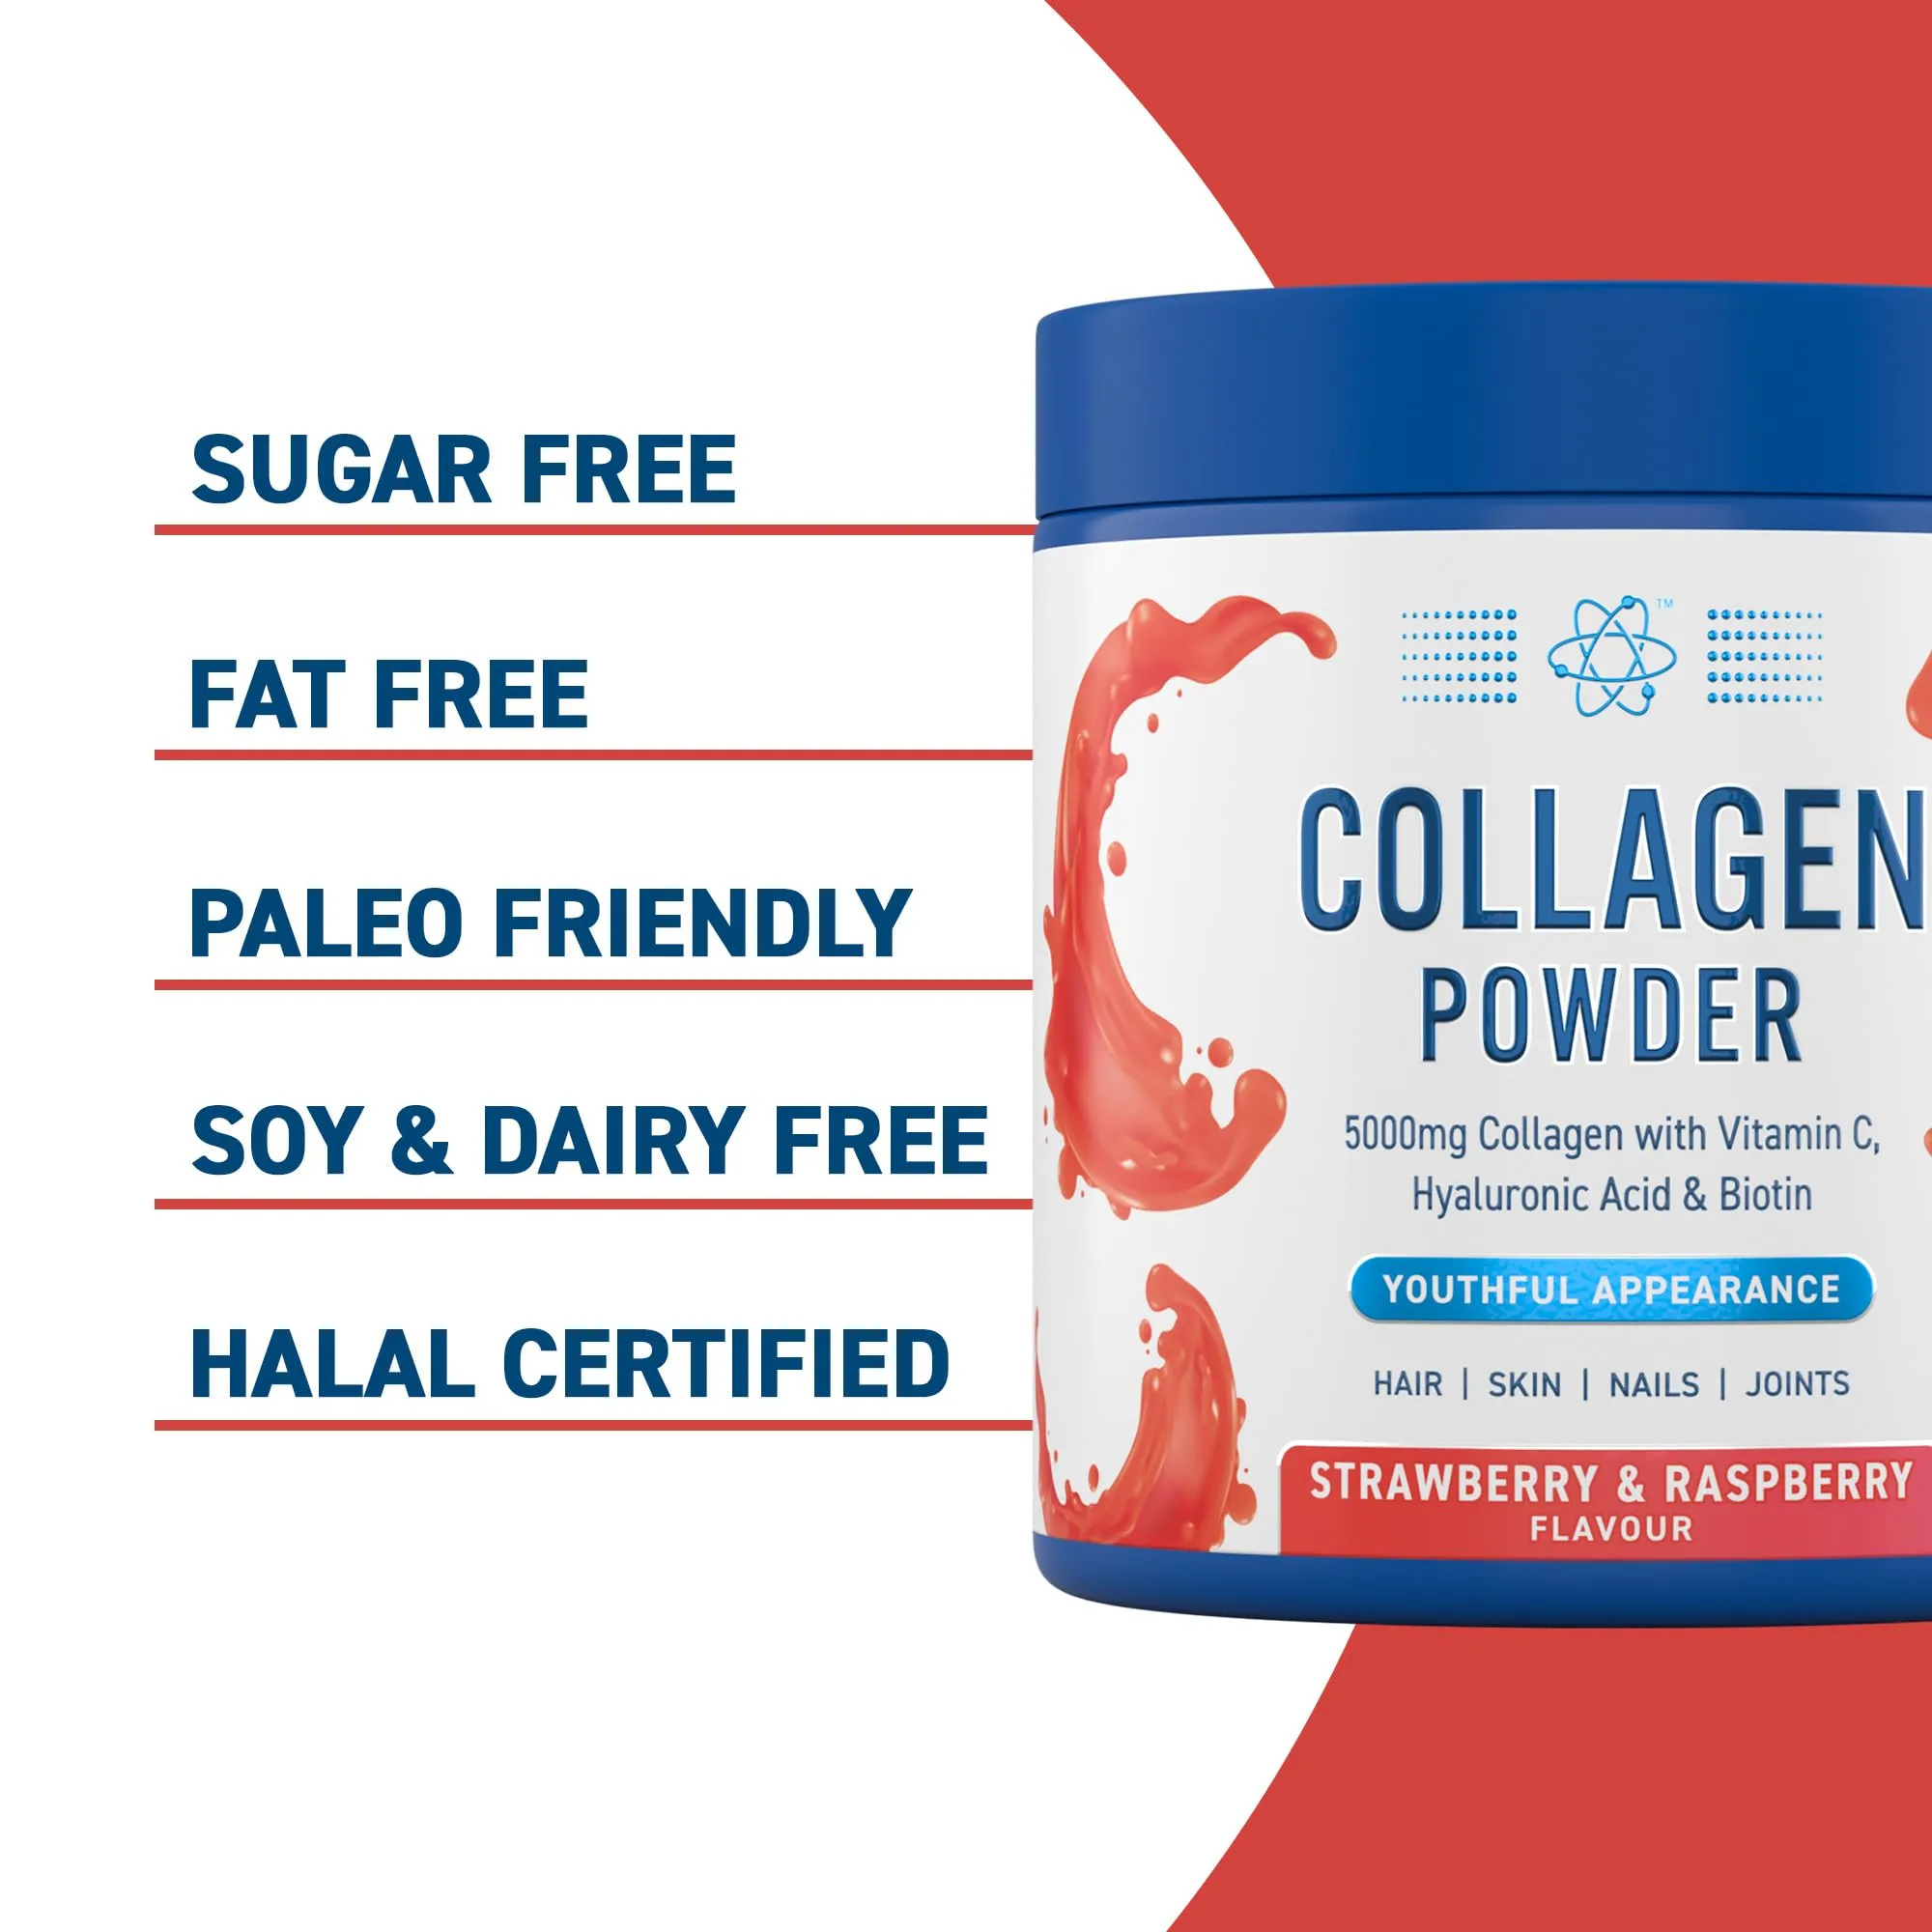 SUGAR FREE
FAT FREE
PALEO FRIENDLY
SOY & DAIRY FREE
HALAL CERTIFIED
TM
COLLAGEN
POWDER
5000mg Collagen with Vitamin C,
Hyaluronic Acid & Biotin
YOUTHFUL APPEARANCE
HAIR | SKIN | NAILS | JOINTS
STRAWBERRY & RASPBERRY
FLAVOUR